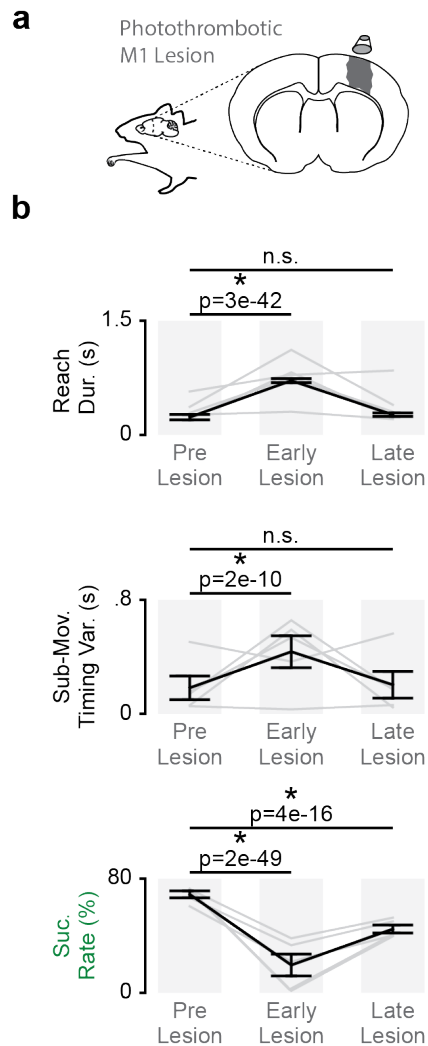 a
Photothrombotic
M1 Lesion
b
n.s.
*
p=3e-42
1.5
Reach
Dur. (s)
0
Pre Early Late
Lesion Lesion Lesion
n.s.
*
p=2e-10
.8
Sub-Mov.
Timing Var. (s)
0
Pre Early Late
Lesion Lesion Lesion
*
p=4e-16
*
p=2e-49
80
Suc.
Rate (%)
0
Pre Early Late
Lesion Lesion Lesion